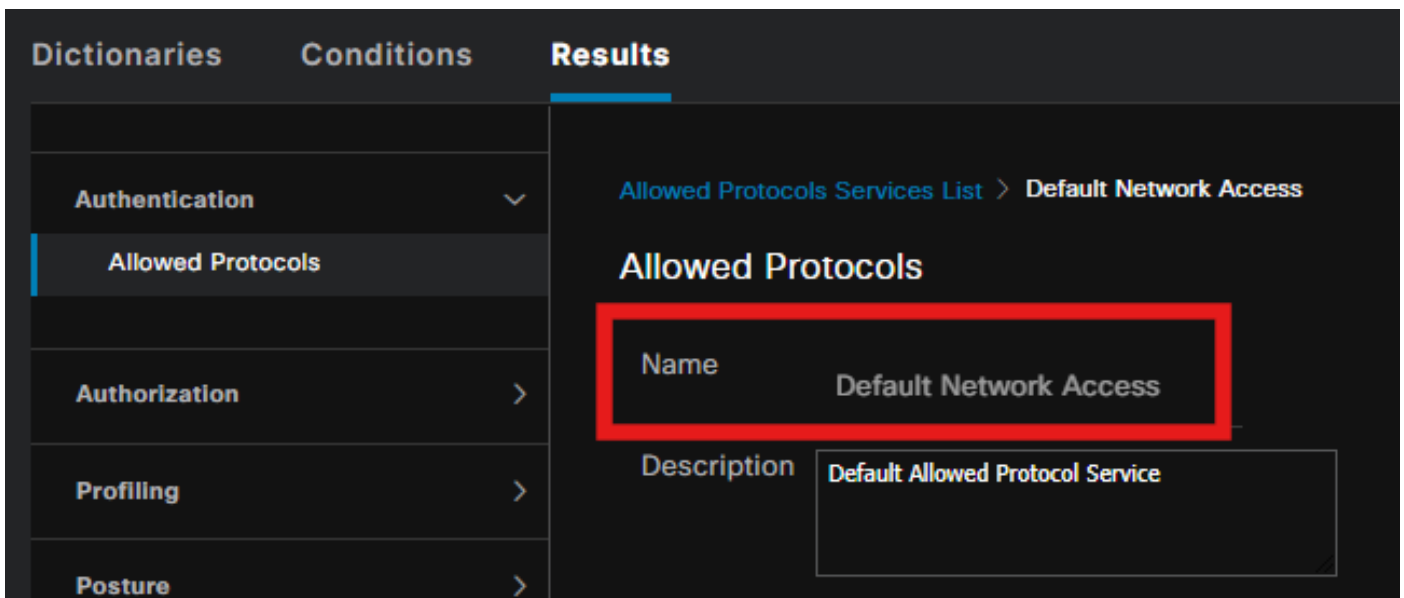 Dictionaries Conditions Results
Authentication
Allowed Protocols
Authorization
Profiling
Posture
Allowed Protocols Services List > Default Network Access
Allowed Protocols
Name Default Network Access
Description Default Allowed Protocol Service